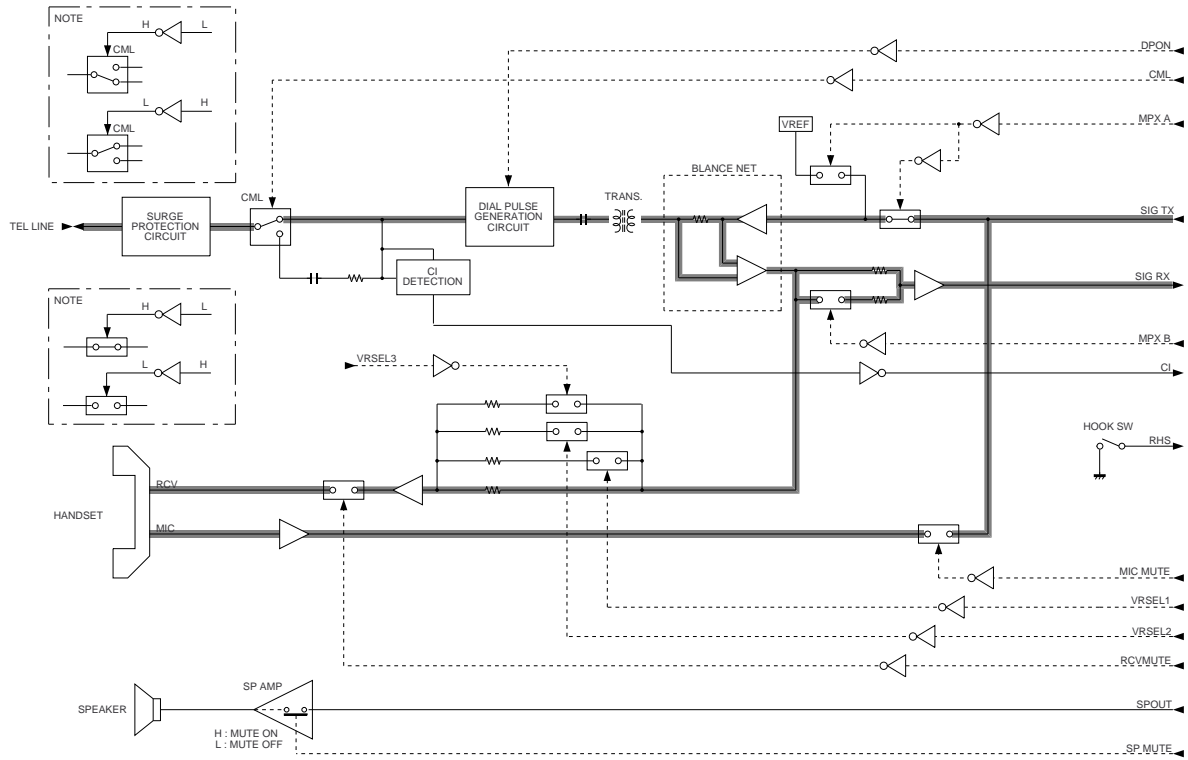 NOTE
H
L
CML
L
H
CML
DPON
CML
MPX A
VREF
BLANCE NET
TRANS.
CML
TEL LINE
SURGE
PROTECTION
CIRCUIT
DIAL PULSE
GENERATION
CIRCUIT
SIG TX
CI
DETECTION
SIG RX
NOTE
H
L
L
H
MPX B
VRSEL3
CI
HOOK SW
RHS
RCV
HANDSET
MIC
MIC MUTE
VRSEL1
VRSEL2
RCVMUTE
SP AMP
SPEAKER
SPOUT
H : MUTE ON
L : MUTE OFF
SP MUTE